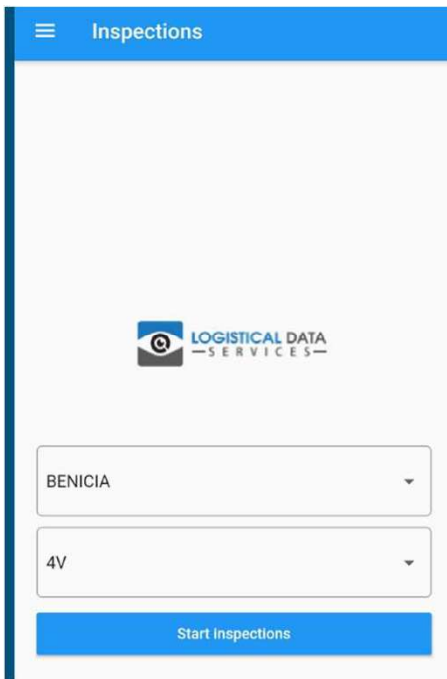 Inspections
LOGISTICAL DATA
SERVICES
BENICIA
4V
Start Inspections